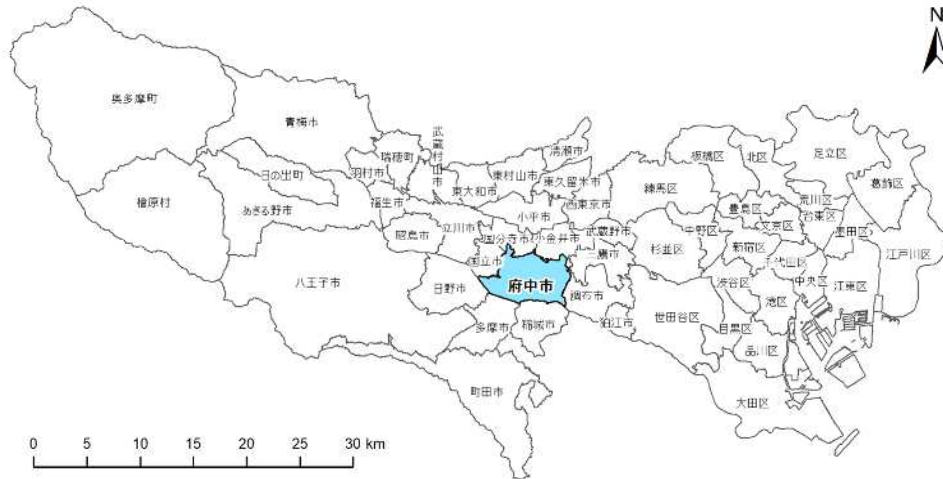 N
奥多摩町
青梅市
武蔵村山市
瑞穂町
羽村市
日の出町
檜原村
あきる野市
福生市
昭島市
立川市
東大和市
東村山市
清瀬市
東久留米市
西東京市
小平市
国分寺市
小金井市
武蔵野市
三鷹市
国立市
府中市
調布市
狛江市
八王子市
日野市
多摩市
稲城市
町田市
板橋区
北区
足立区
葛飾区
練馬区
豊島区
荒川区
台東区
文京区
墨田区
中野区
杉並区
新宿区
千代田区
中央区
江東区
江戸川区
渋谷区
港区
世田谷区
目黒区
品川区
大田区
0 5 10 15 20 30 km